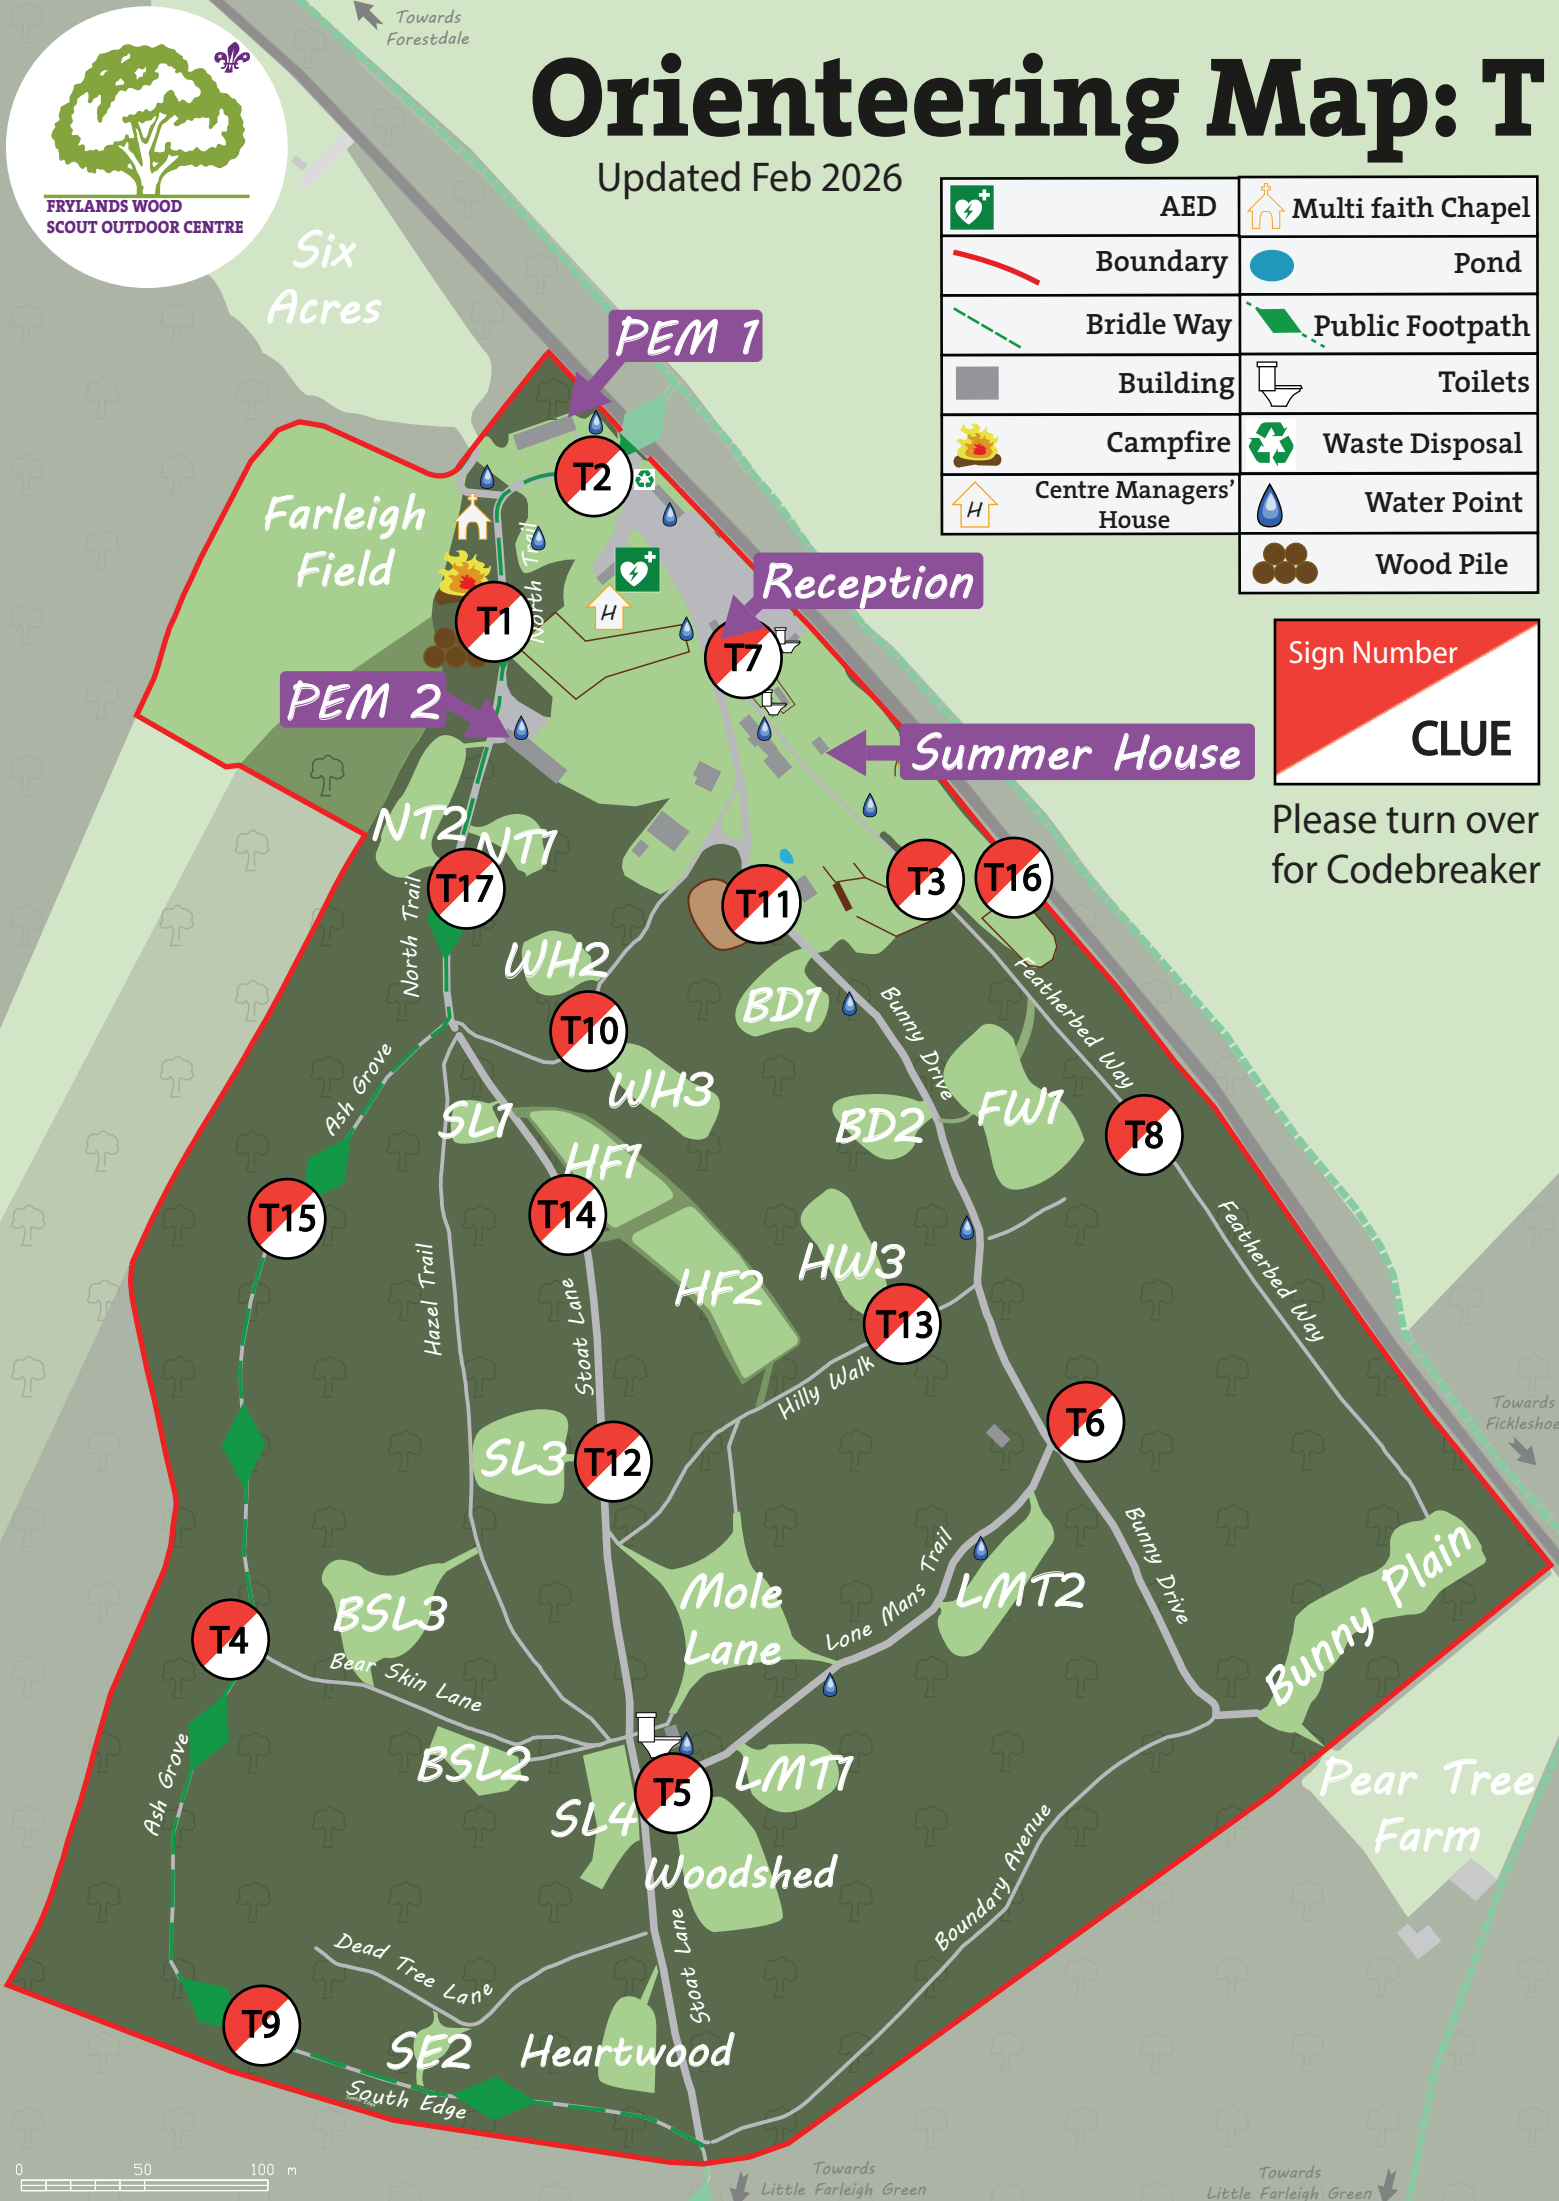 Towards
Forestdale
FRYLANDS WOOD
SCOUT OUTDOOR CENTRE
Orienteering Map: T
Updated Feb 2026
AED
Multi faith Chapel
Boundary
Pond
Bridle Way
Public Footpath
Building
Toilets
Campfire
Waste Disposal
H
Centre Managers'
House
Water Point
Wood Pile
Sign Number
CLUE
Please turn over
for Codebreaker
Six
Acres
PEM 1
T2
Farleigh
Field
North Trail
H
Reception
T1
T7
PEM 2
Summer House
NT2
NT1
T17
T3
T16
T11
North Trail
WH2
BD1
Bunny Drive
Featherbed Way
T10
Ash Grove
WH3
SL1
BD2
FW1
T8
HF1
T15
T14
Hazel Trail
Stoat Lane
HF2
HW3
T13
Featherbed Way
Hilly Walk
T6
Towards
Fickleshoe
SL3
T12
Lone Mans Trail
LMT2
Bunny Drive
Bunny Plain
Mole
Lane
BSL3
T4
Bear Skin Lane
BSL2
SL4
T5
LMT1
Ash Grove
Pear Tree
Farm
Woodshed
Boundary Avenue
Stoat Lane
Dead Tree Lane
T9
SE2
Heartwood
South Edge
0 50 100 m
Towards
Little Farleigh Green
Towards
Little Farleigh Green